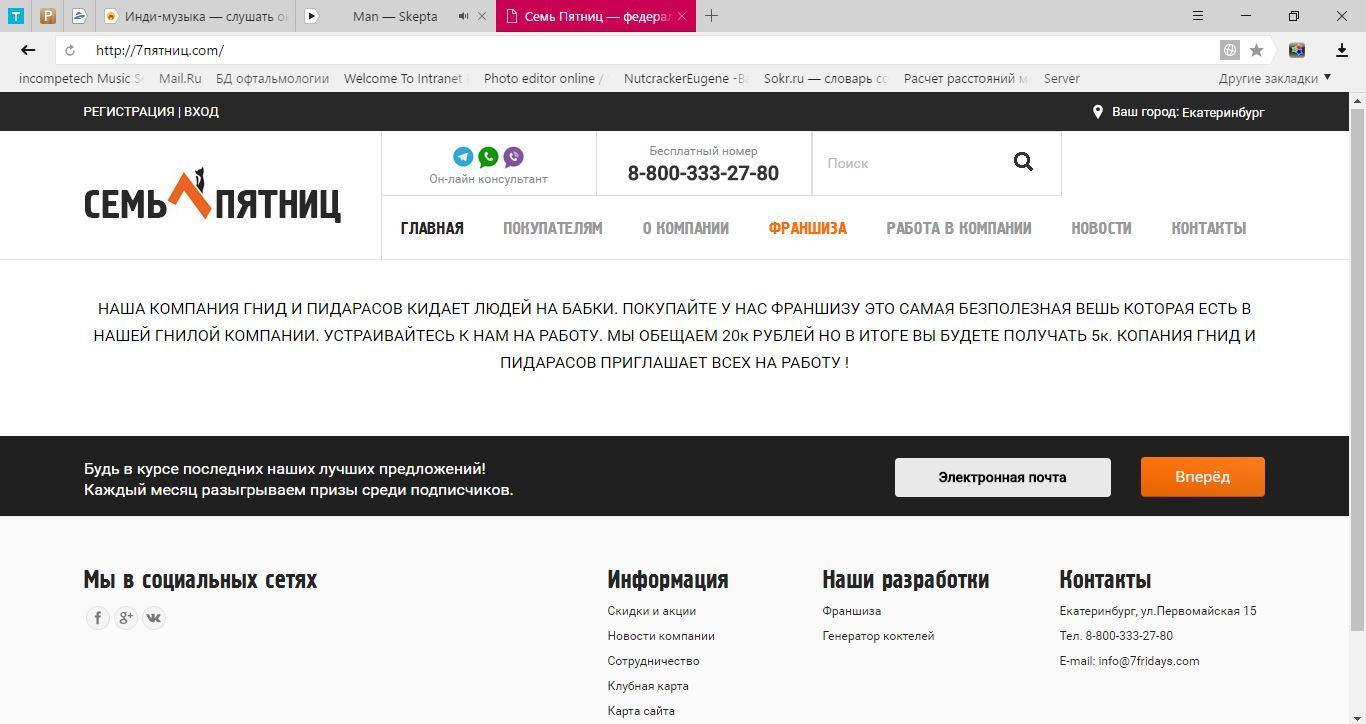 Инди-музыка — слушать он
Man — Skepta
Семь Пятниц — федерал
http://7пятниц.com/
incompetech Music Se
Mail.Ru
БД офтальмологии
Welcome To Intranet
Photo editor online /
NutcrackerEugene -Ba
Sokr.ru — словарь со
Расчет расстояний м
Server
Другие закладки
РЕГИСТРАЦИЯ | ВХОД
Ваш город: Екатеринбург
СЕМЬ ПЯТНИЦ
Он-лайн консультант
Бесплатный номер
8-800-333-27-80
Поиск
ГЛАВНАЯ
ПОКУПАТЕЛЯМ
О КОМПАНИИ
ФРАНШИЗА
РАБОТА В КОМПАНИИ
НОВОСТИ
КОНТАКТЫ
НАША КОМПАНИЯ ГНИД И ПИДАРАСОВ КИДАЕТ ЛЮДЕЙ НА БАБКИ. ПОКУПАЙТЕ У НАС ФРАНШИЗУ ЭТО САМАЯ БЕЗПОЛЕЗНАЯ ВЕШЬ КОТОРАЯ ЕСТЬ В
НАШЕЙ ГНИЛОЙ КОМПАНИИ. УСТРАИВАЙТЕСЬ К НАМ НА РАБОТУ. МЫ ОБЕЩАЕМ 20к РУБЛЕЙ НО В ИТОГЕ ВЫ БУДЕТЕ ПОЛУЧАТЬ 5к. КОПАНИЯ ГНИД И
ПИДАРАСОВ ПРИГЛАШАЕТ ВСЕХ НА РАБОТУ !
Будь в курсе последних наших лучших предложений!
Каждый месяц разыгрываем призы среди подписчиков.
Электронная почта
Вперёд
Мы в социальных сетях
Информация
Скидки и акции
Новости компании
Сотрудничество
Клубная карта
Карта сайта
Наши разработки
Франшиза
Генератор коктелей
Контакты
Екатеринбург, ул.Первомайская 15
Тел. 8-800-333-27-80
E-mail: info@7fridays.com